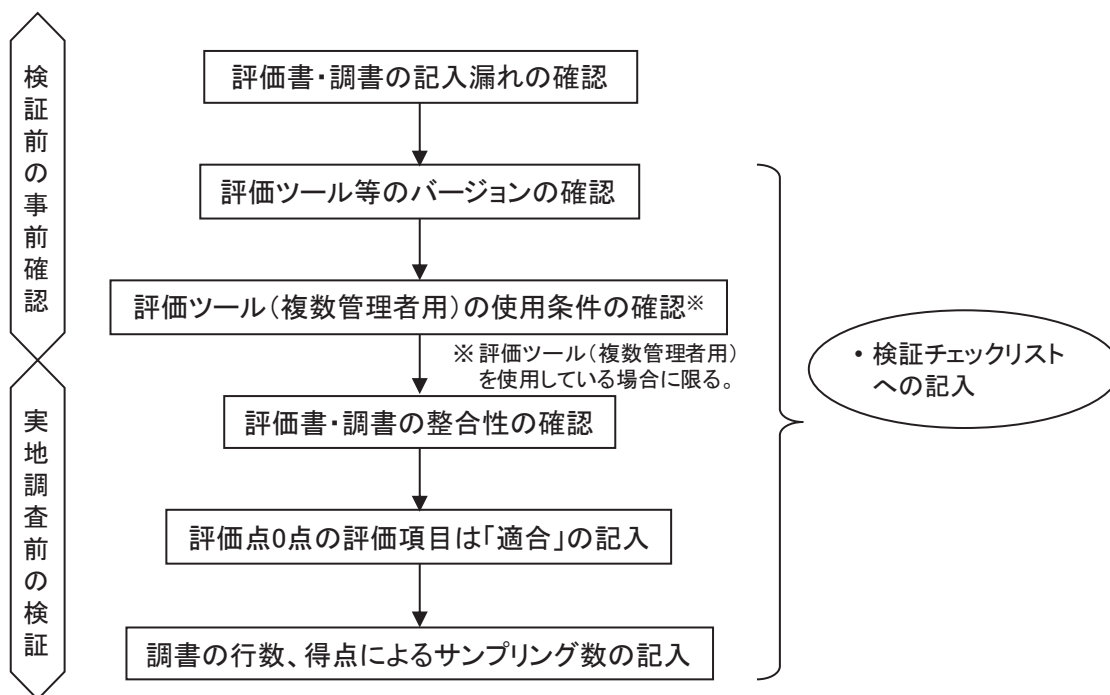 検証前の事前確認
評価書・調書の記入漏れの確認
評価ツール等のバージョンの確認
評価ツール(複数管理者用)の使用条件の確認※
※ 評価ツール(複数管理者用)
を使用している場合に限る。
・検証チェックリスト
への記入
実地調査前の検証
評価書・調書の整合性の確認
評価点0点の評価項目は「適合」の記入
調書の行数、得点によるサンプリング数の記入